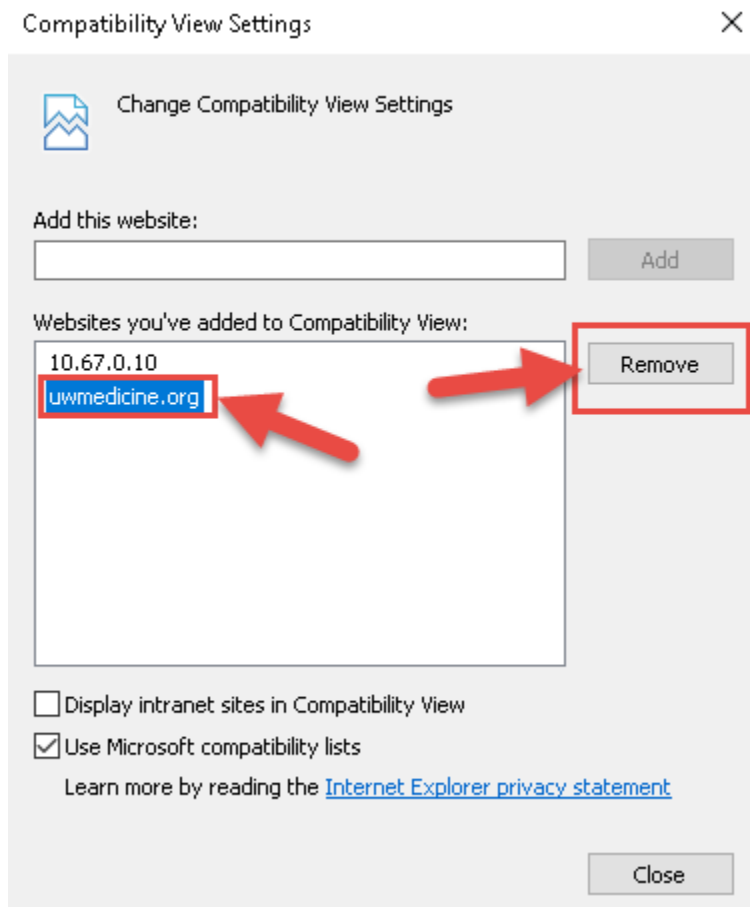 Compatibility View Settings
Change Compatibility View Settings
Add this website:
Add
Websites you've added to Compatibility View:
10.67.0.10
Remove
uwmedicine.org
Display intranet sites in Compatibility View
Use Microsoft compatibility lists
Learn more by reading the Internet Explorer privacy statement
Close